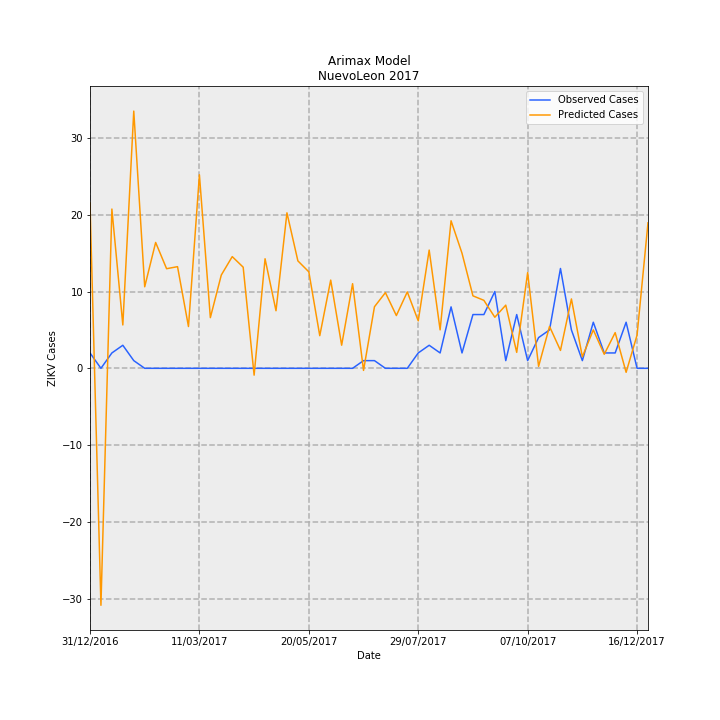 Arimax Model
NuevoLeon 2017
Observed Cases
Predicted Cases
ZIKV Cases
30
20
10
0
−10
−20
−30
31/12/2016
11/03/2017
20/05/2017
29/07/2017
07/10/2017
16/12/2017
Date